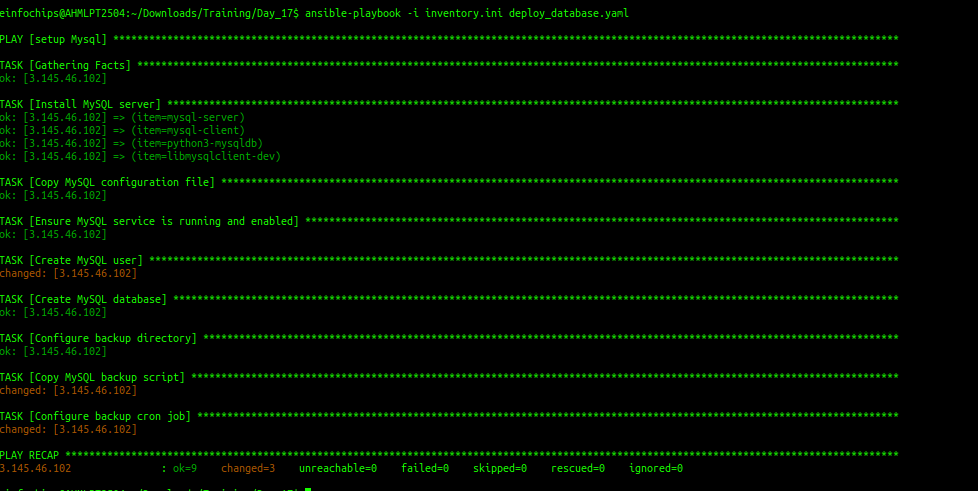 einfochips@AHMLPT2504:~/Downloads/Training/Day_17$ ansible-playbook -i inventory.ini deploy_database.yaml
PLAY [setup Mysql] ***********************************************************************************************************************************
TASK [Gathering Facts] *******************************************************************************************************************************
ok: [3.145.46.102]
TASK [Install MySQL server] **************************************************************************************************************************
ok: [3.145.46.102] => (item=mysql-server)
ok: [3.145.46.102] => (item=mysql-client)
ok: [3.145.46.102] => (item=python3-mysqldb)
ok: [3.145.46.102] => (item=libmysqlclient-dev)
TASK [Copy MySQL configuration file] *****************************************************************************************************************
ok: [3.145.46.102]
TASK [Ensure MySQL service is running and enabled] ***************************************************************************************************
ok: [3.145.46.102]
TASK [Create MySQL user] *****************************************************************************************************************************
changed: [3.145.46.102]
TASK [Create MySQL database] *************************************************************************************************************************
ok: [3.145.46.102]
TASK [Configure backup directory] ********************************************************************************************************************
ok: [3.145.46.102]
TASK [Copy MySQL backup script] **********************************************************************************************************************
changed: [3.145.46.102]
TASK [Configure backup cron job] *********************************************************************************************************************
changed: [3.145.46.102]
PLAY RECAP *******************************************************************************************************************************************
3.145.46.102 : ok=9 changed=3 unreachable=0 failed=0 skipped=0 rescued=0 ignored=0
einfochips@AHMLPT2504:~/Downloads/Training/Day_17$